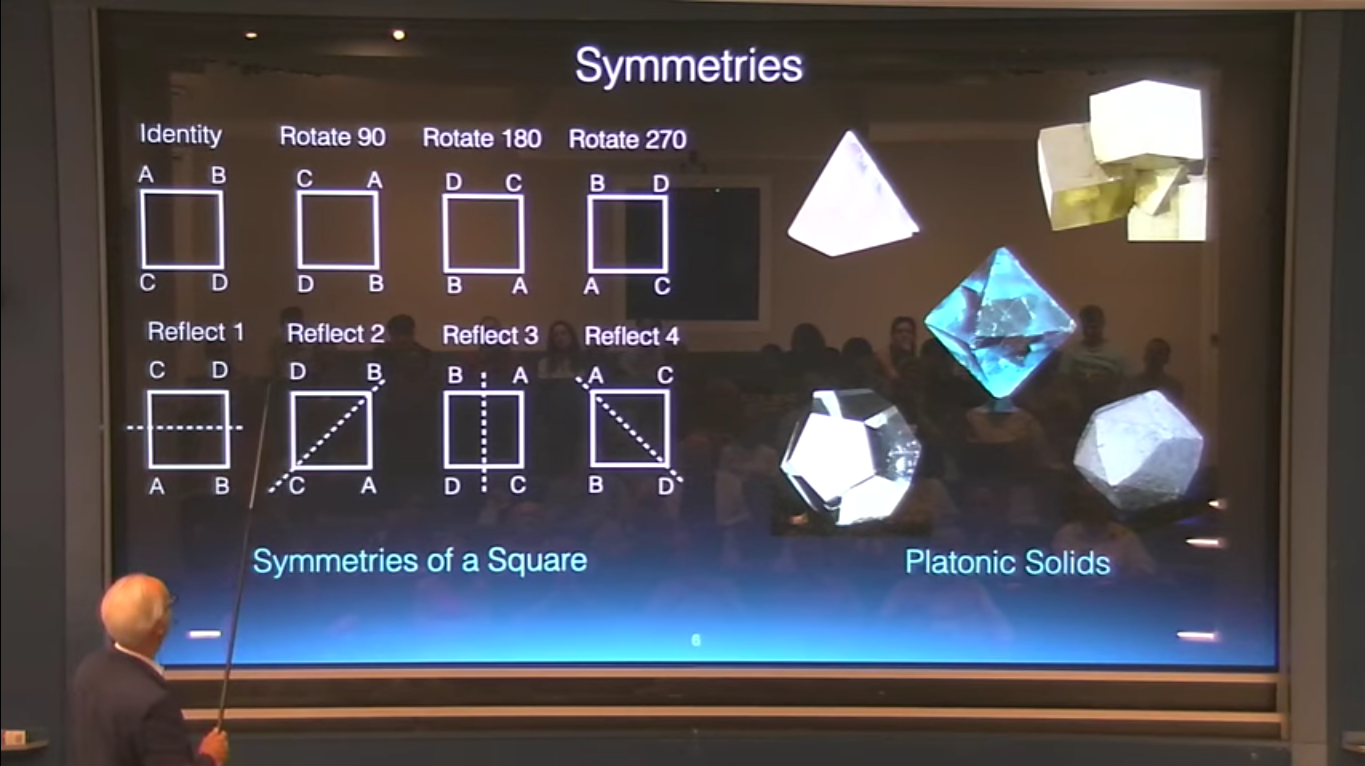 Symmetries
Identity Rotate 90 Rotate 180 Rotate 270
A B C A D C B D
C D D B B A A C
Reflect 1 Reflect 2 Reflect 3 Reflect 4
C D D B B A A C
A B C A D C B D
Symmetries of a Square Platonic Solids
6